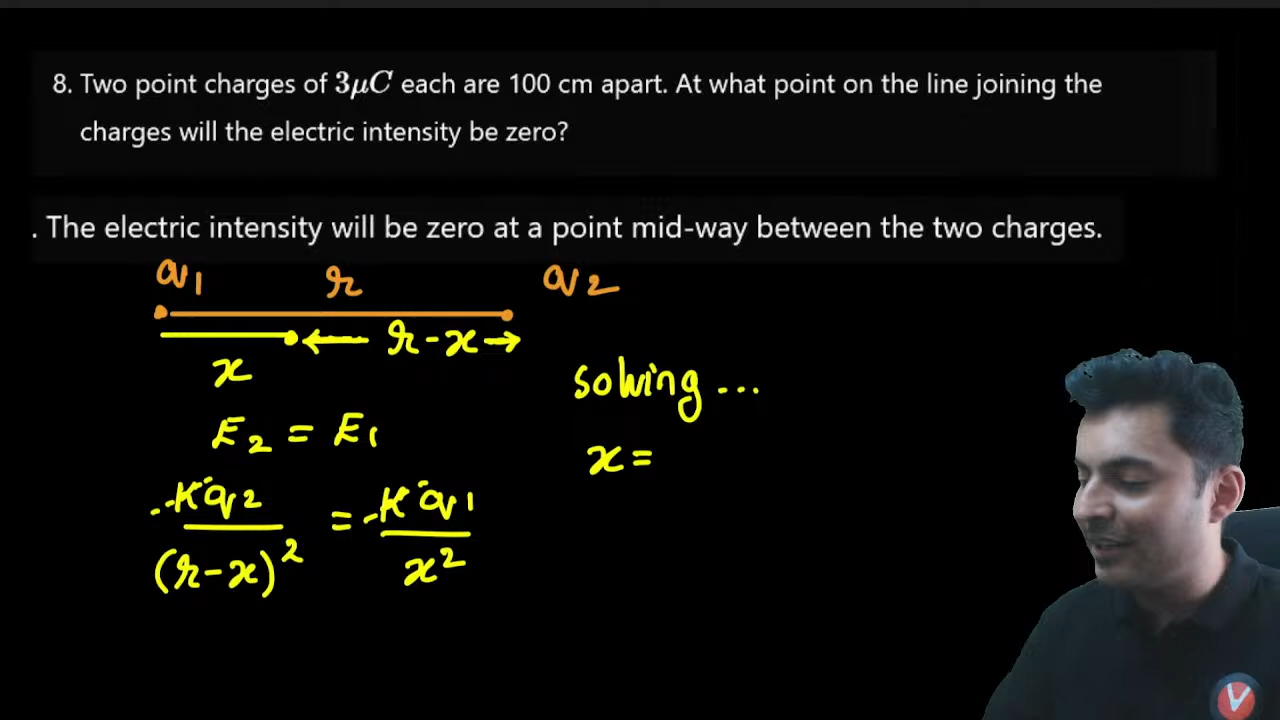 8. Two point charges of 3μC each are 100 cm apart. At what point on the line joining the
charges will the electric intensity be zero?
. The electric intensity will be zero at a point mid-way between the two charges.
q1 r q2
r-x
x
solving ...
E2 = E1
x=
Kq2/(r-x)² = Kq1/x²
V